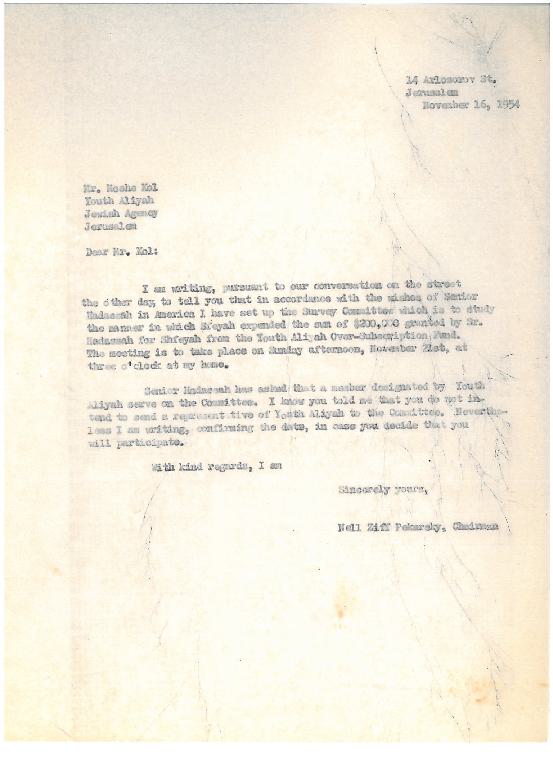 14 Arlosorov St.
Jerusalem
November 16, 1954
Mr. Moshe Kol
Youth Aliyah
Jewish Agency
Jerusalem
Dear Mr. Kol:
I am writing, pursuant to our conversation on the street
the other day, to tell you that in accordance with the wishes of Senior
Hadassah in America I have set up the Survey Committee which is to study
the manner in which Sfeyah expended the sum of $200,000 granted by Sr.
Hadassah for Shfeyah from the Youth Aliyah Over-Subscription Fund.
The meeting is to take place on Sunday afternoon, November 21st, at
three o'clock at my home.
Senior Hadassah has asked that a member designated by Youth
Aliyah serve on the Committee. I know you told me that you do not in-
tend to send a representative of Youth Aliyah to the Committee. Neverthe-
less I am writing, confirming the date, in case you decide that you
will participate.
With kind regards, I am
Sincerely yours,
Nell Ziff Pekarsky, Chairman